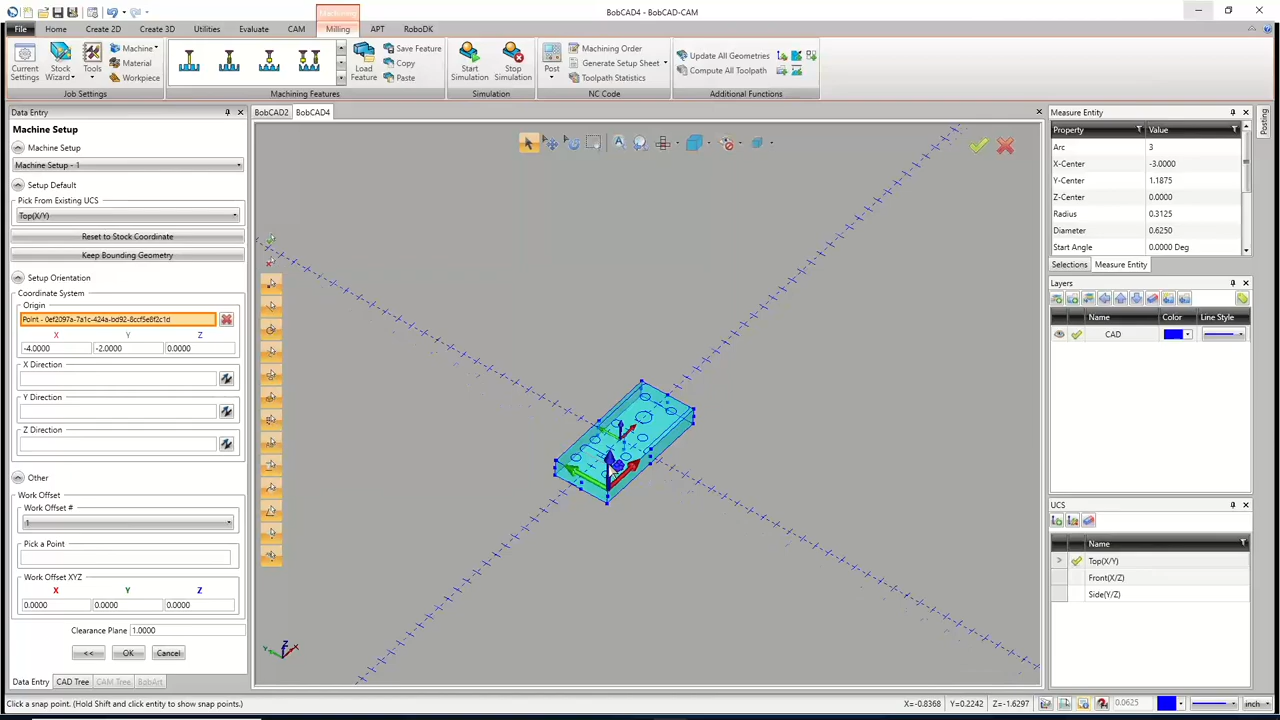 Machining
BobCAD4 - BobCAD-CAM
File Home Create 2D Create 3D Utilities Evaluate CAM Milling APT RoboDK
Current Settings
Stock Wizard
Tools
Machine
Material
Workpiece
Job Settings
Load Feature
Save Feature
Copy
Paste
Machining Features
Start Simulation
Stop Simulation
Simulation
Post
Machining Order
Generate Setup Sheet
Toolpath Statistics
NC Code
Update All Geometries
Compute All Toolpath
Additional Functions
Data Entry
BobCAD2 BobCAD4
Machine Setup
Machine Setup
Machine Setup - 1
Setup Default
Pick From Existing UCS
Top(X/Y)
Reset to Stock Coordinate
Keep Bounding Geometry
Setup Orientation
Coordinate System
Origin
Point - 0ef2097a-7a1c-424a-bd92-8ccf5e8f2c1d
X Y Z
-4.0000 -2.0000 0.0000
X Direction
Y Direction
Z Direction
Other
Work Offset
Work Offset #
1
Pick a Point
Work Offset XYZ
X Y Z
0.0000 0.0000 0.0000
Clearance Plane 1.0000
<< OK Cancel
Data Entry CAD Tree CAM Tree BobArt
Z
Y X
Measure Entity
Property Value
Arc 3
X-Center -3.0000
Y-Center 1.1875
Z-Center 0.0000
Radius 0.3125
Diameter 0.6250
Start Angle 0.0000 Deg
Selections Measure Entity
Layers
Name Color Line Style
CAD
UCS
Name
Top(X/Y)
Front(X/Z)
Side(Y/Z)
Posting
Click a snap point. (Hold Shift and click entity to show snap points.)
X=-0.8368 Y=0.2242 Z=-1.6297 0.0625 inch